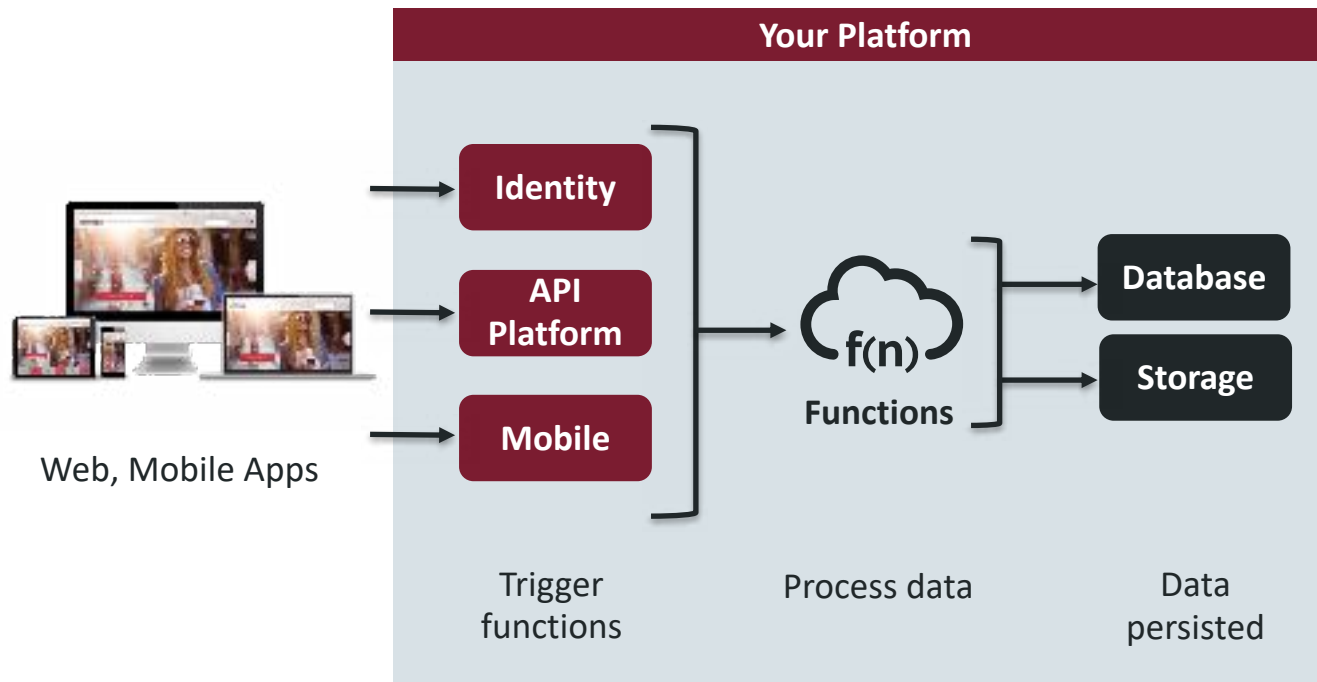 Your Platform
Identity
API
Platform
Mobile
Web, Mobile Apps
f(n)
Functions
Database
Storage
Trigger
functions
Process data
Data
persisted